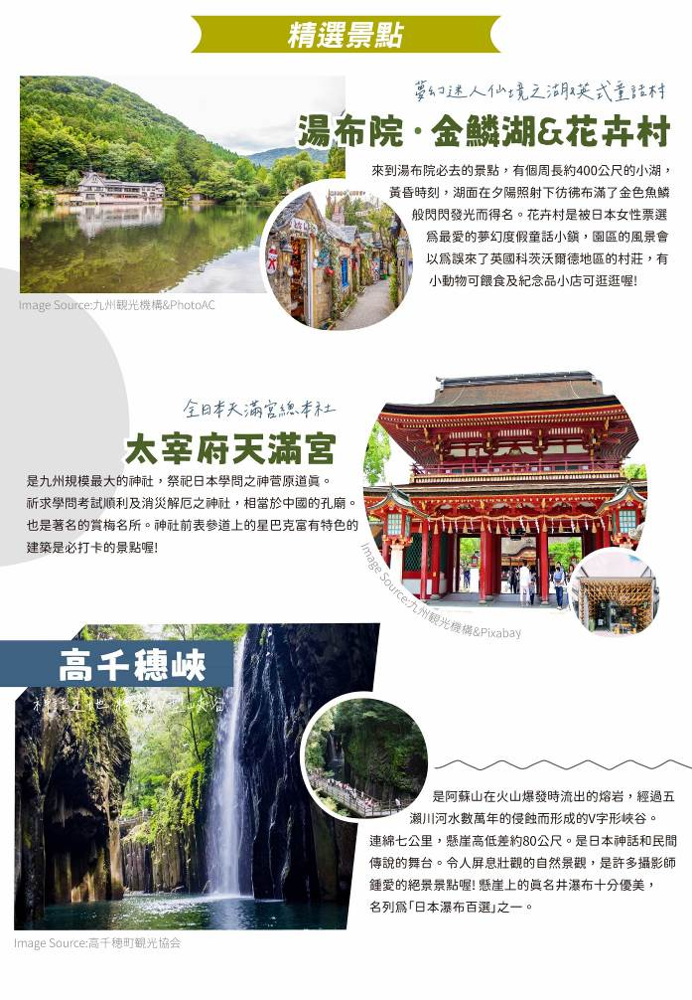 精選景點
夢幻迷人仙境之湖&英式童話村
湯布院·金鱗湖&花卉村
來到湯布院必去的景點，有個周長約400公尺的小湖，
黃昏時刻，湖面在夕陽照射下彷彿布滿了金色魚鱗
般閃閃發光而得名。花卉村是被日本女性票選
為最愛的夢幻度假童話小鎮，園區的風景會
以為誤來了英國科茨沃爾德地區的村莊，有
小動物可餵食及紀念品小店可逛逛喔!
Image Source:九州観光機構&PhotoAC
全日本天滿宮總本社
太宰府天滿宮
是九州規模最大的神社，祭祀日本學問之神菅原道眞。
祈求學問考試順利及消災解厄之神社，相當於中國的孔廟。
也是著名的賞梅名所。神社前表參道上的星巴克富有特色的
建築是必打卡的景點喔!
Image Source:九州観光機構&Pixabay
高千穗峽
神話之地
峽谷
是阿蘇山在火山爆發時流出的熔岩，經過五
瀨川河水數萬年的侵蝕而形成的V字形峽谷。
連綿七公里，懸崖高低差約80公尺。是日本神話和民間
傳說的舞台。令人屏息壯觀的自然景觀，是許多攝影師
鍾愛的絕景景點喔! 懸崖上的眞名井瀑布十分優美，
名列為「日本瀑布百選」之一。
Image Source:高千穂町観光協会